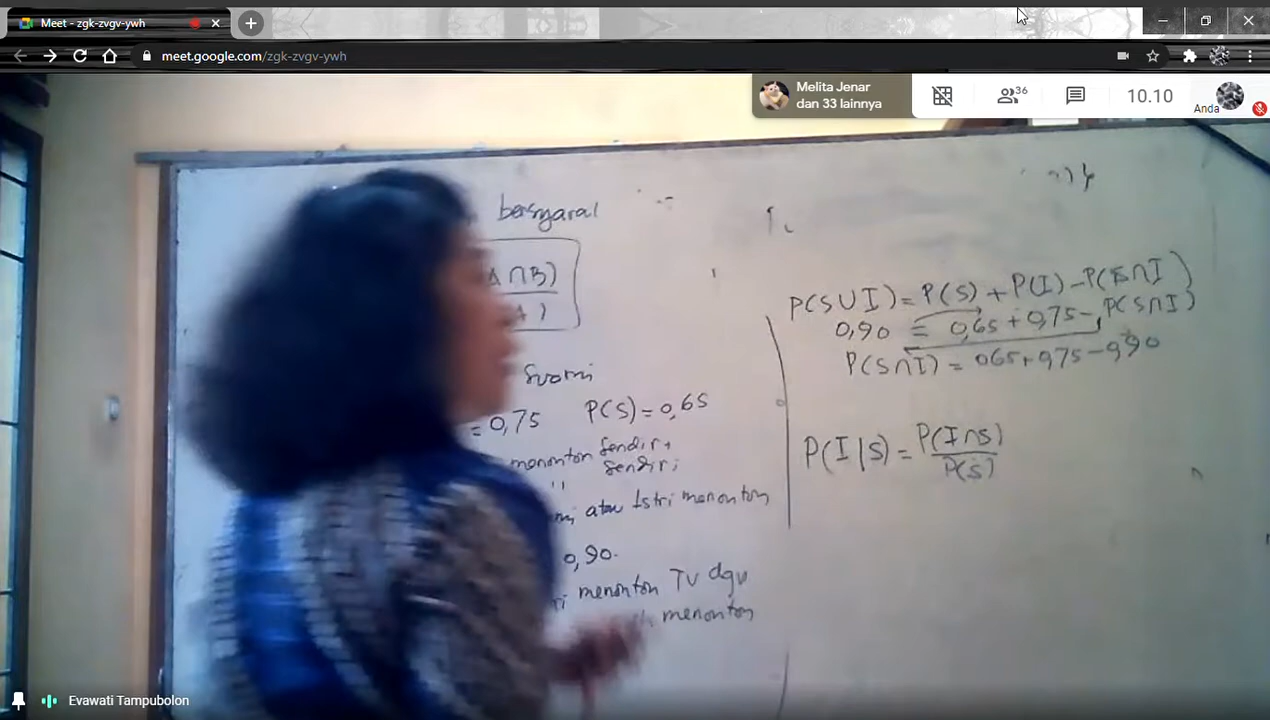 Meet - zgk-zvgv-ywh
meet.google.com/zgk-zvgv-ywh
Melita Jenar
dan 33 lainnya
36
10.10
Anda
bersyarat
∩B)
Suomi
= 0,75 P(S) = 0,65
menonton sendiri
sendiri
atau Istri menonton
0,90.
menonton TV dgn
menonton
P(S∪I) = P(S) + P(I) - P(S∩I)
0,90 = 0,65 + 0,75 - P(S∩I)
P(S∩I) = 0,65 + 0,75 - 0,90
P(I|S) = P(I∩S)
P(S)
Evawati Tampubolon